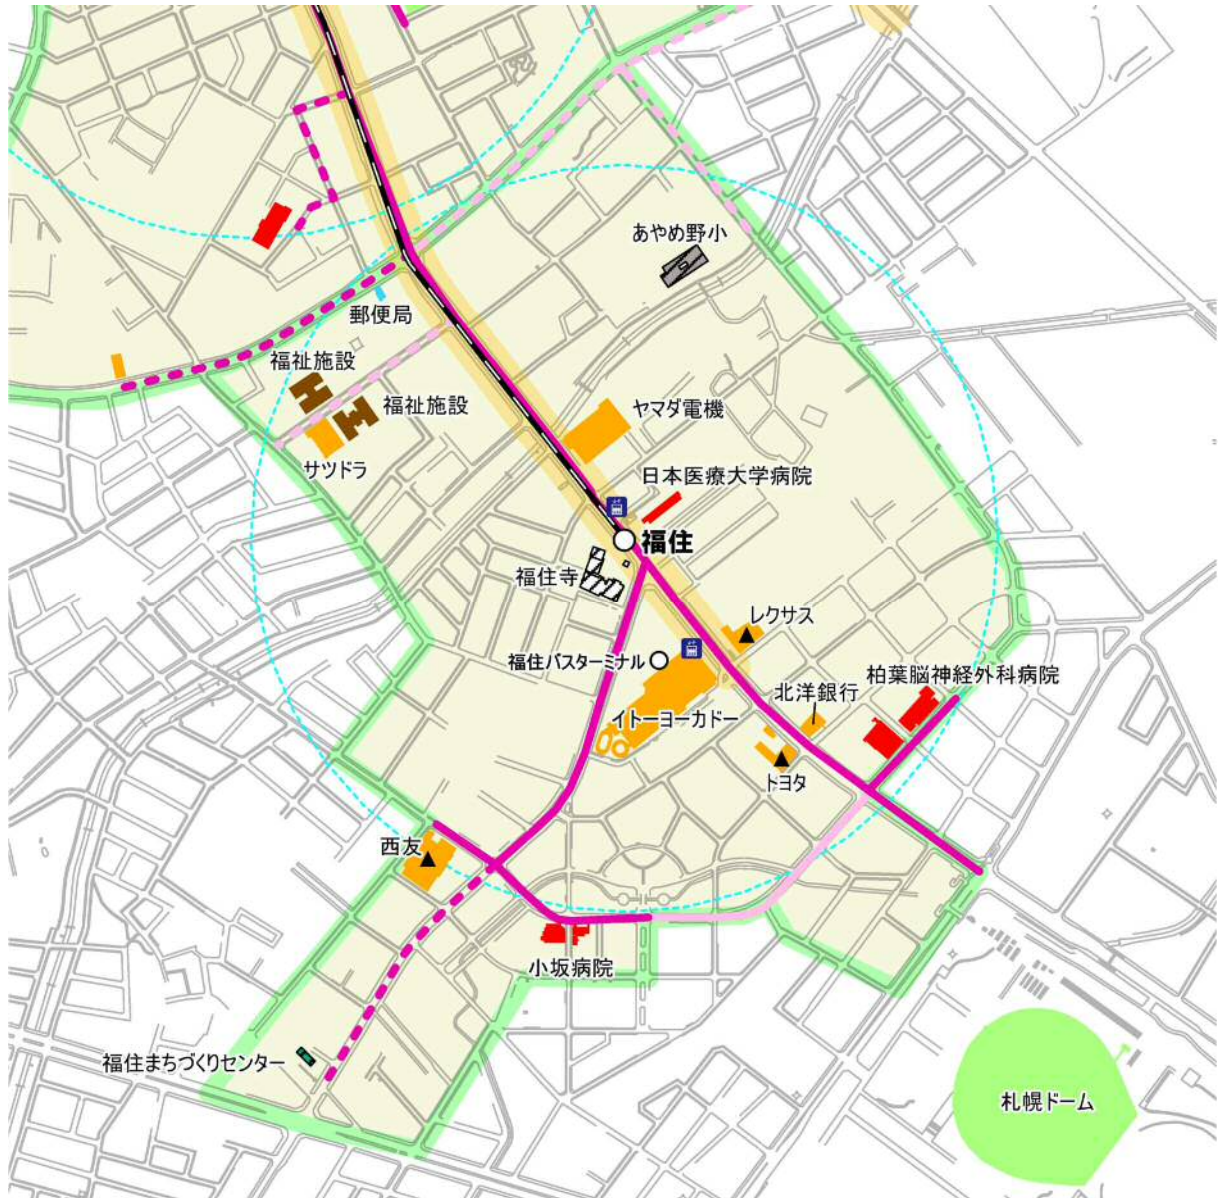 あやめ野小
郵便局
福祉施設
福祉施設
ヤマダ電機
サツドラ
日本医療大学病院
福住
福住寺
レクサス
福住バスターミナル
柏葉脳神経外科病院
北洋銀行
イトーヨーカドー
トヨタ
西友
小坂病院
福住まちづくりセンター
札幌ドーム